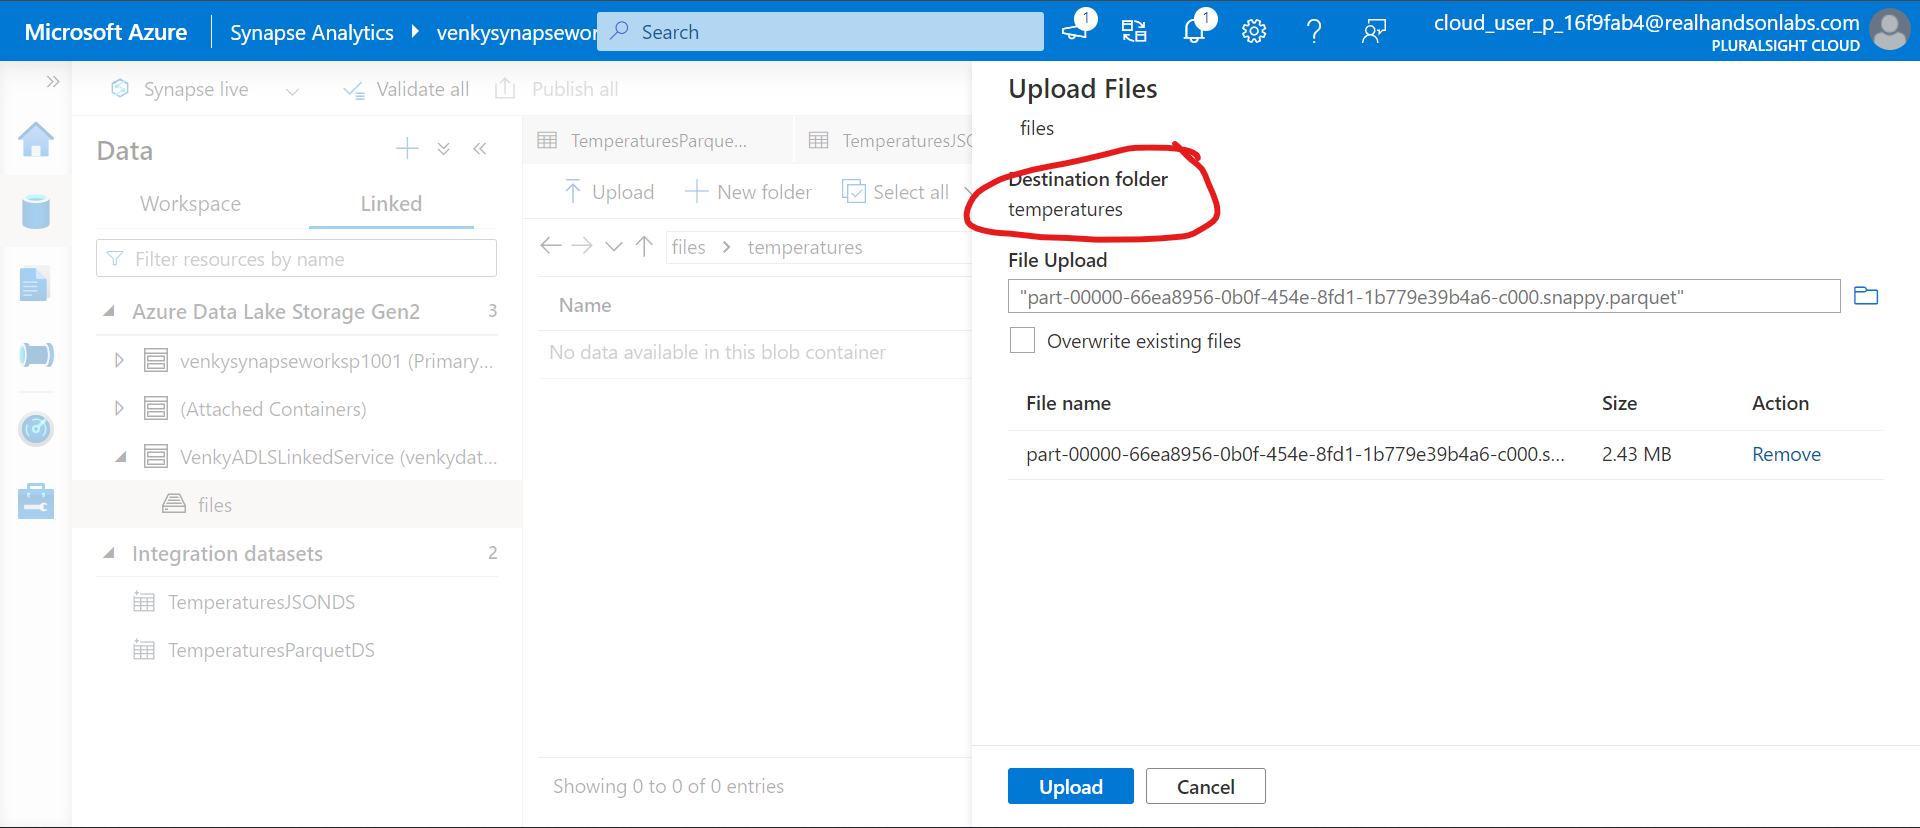 Microsoft Azure
Synapse Analytics
venkysynapsewor
Search
1
1
cloud_user_p_16f9fab4@realhandsonlabs.com
PLURALSIGHT CLOUD
Synapse live
Validate all
Publish all
Data
Workspace
Linked
Filter resources by name
Azure Data Lake Storage Gen2 3
venkysynapseworksp1001 (Primary...
(Attached Containers)
VenkyADLSLinkedService (venkydat...
files
Integration datasets 2
TemperaturesJSONDS
TemperaturesParquetDS
TemperaturesParque...
TemperaturesJSO
Upload
New folder
Select all
files > temperatures
Name
No data available in this blob container
Showing 0 to 0 of 0 entries
Upload Files
files
Destination folder
temperatures
File Upload
"part-00000-66ea8956-0b0f-454e-8fd1-1b779e39b4a6-c000.snappy.parquet"
Overwrite existing files
File name Size Action
part-00000-66ea8956-0b0f-454e-8fd1-1b779e39b4a6-c000.s... 2.43 MB Remove
Upload
Cancel